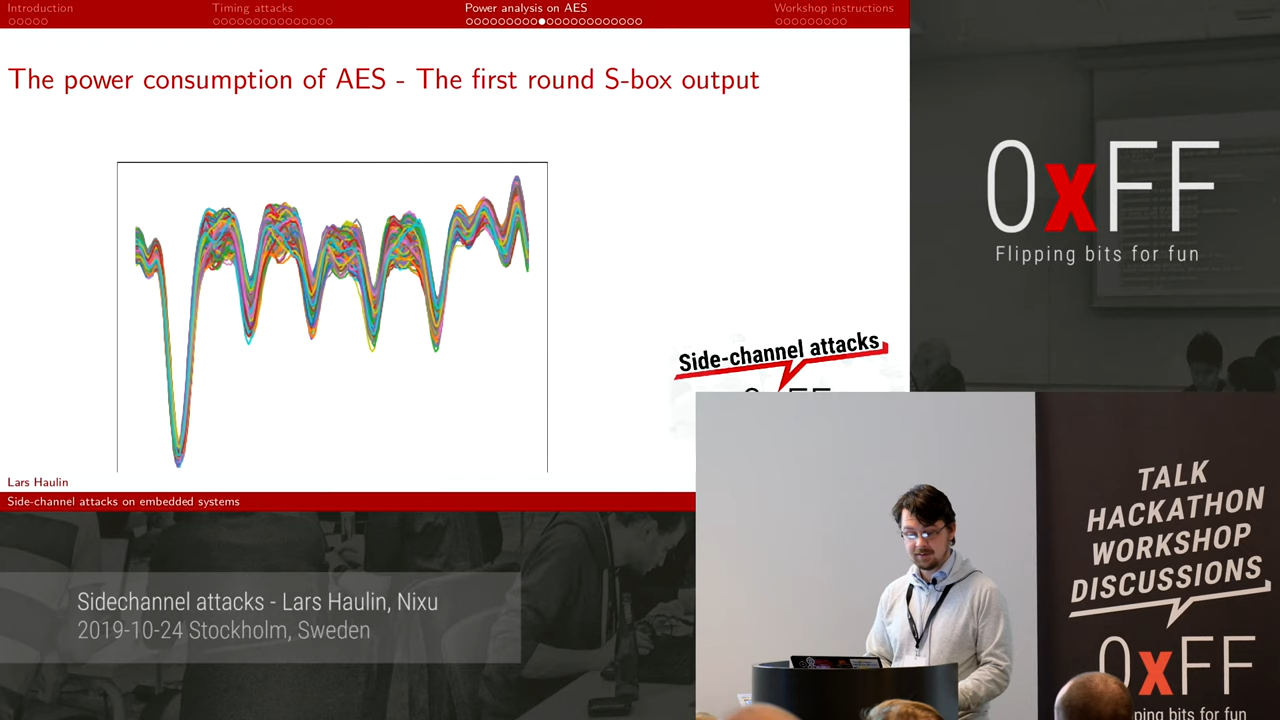 Introduction
Timing attacks
Power analysis on AES
Workshop instructions
The power consumption of AES - The first round S-box output
Side-channel attacks
Lars Haulin
Side-channel attacks on embedded systems
0xFF
Flipping bits for fun
Sidechannel attacks - Lars Haulin, Nixu
2019-10-24 Stockholm, Sweden
TALK
HACKATHON
WORKSHOP
DISCUSSIONS
0xFF
bits for fun